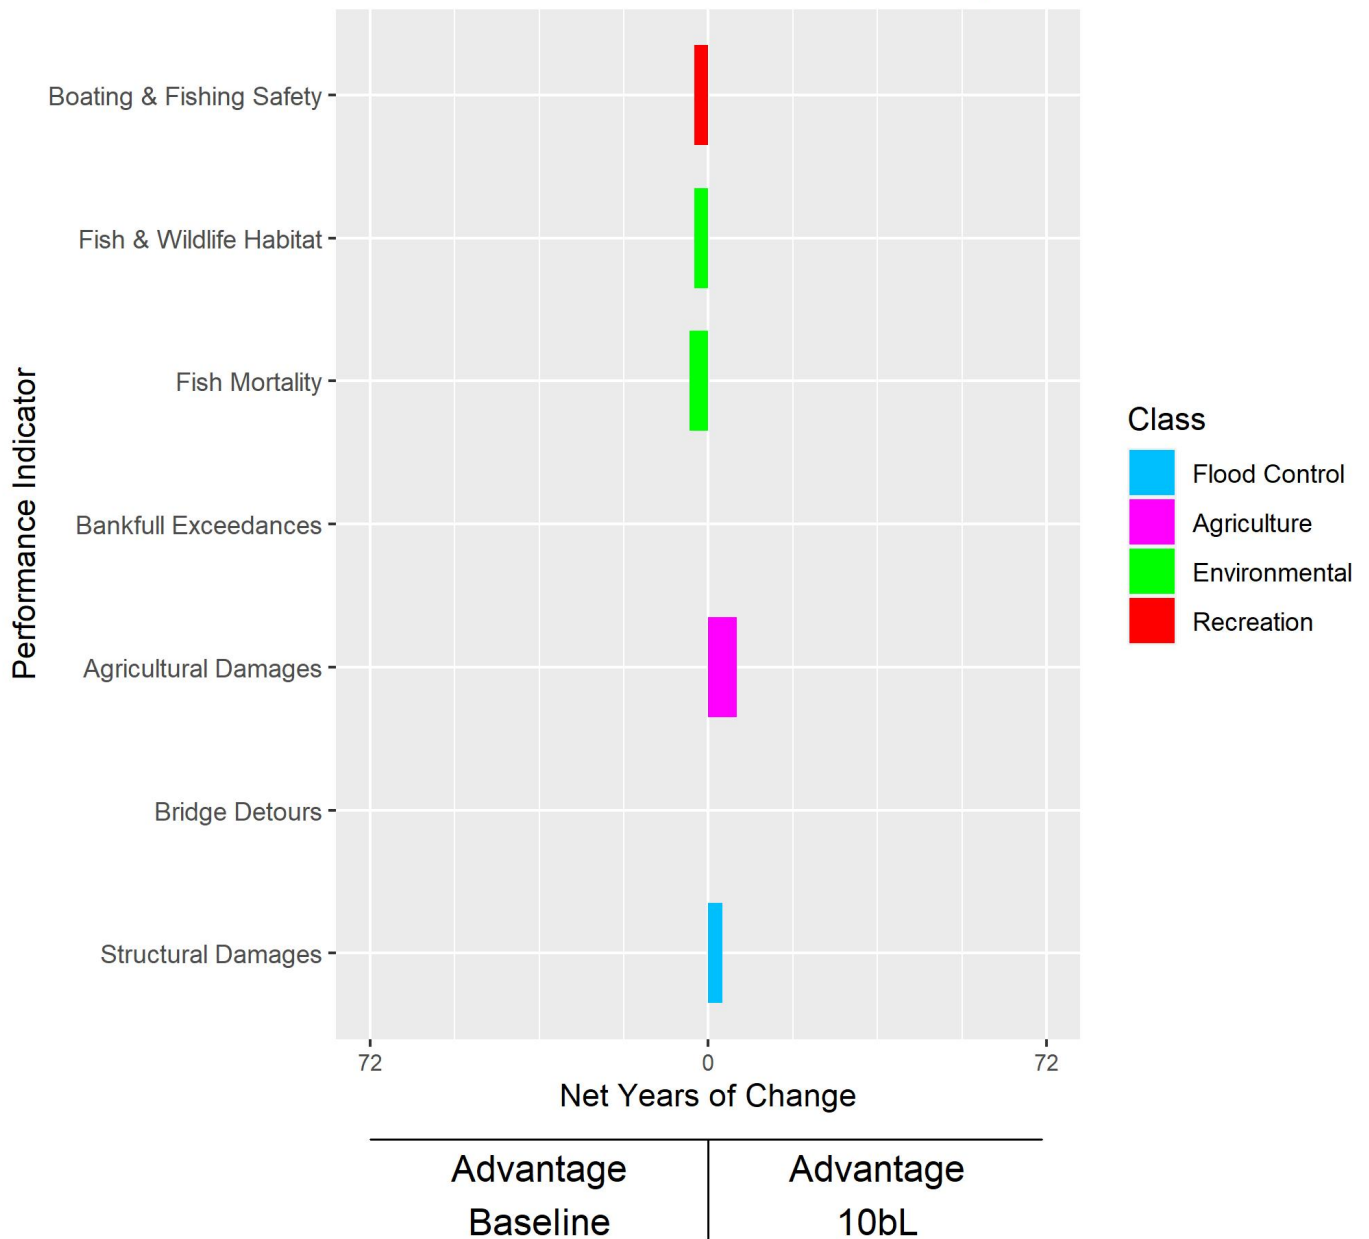 Performance Indicator
Boating & Fishing Safety
Fish & Wildlife Habitat
Fish Mortality
Bankfull Exceedances
Agricultural Damages
Bridge Detours
Structural Damages
72
0
72
Net Years of Change
Advantage
Baseline
Advantage
10bL
Class
Flood Control
Agriculture
Environmental
Recreation